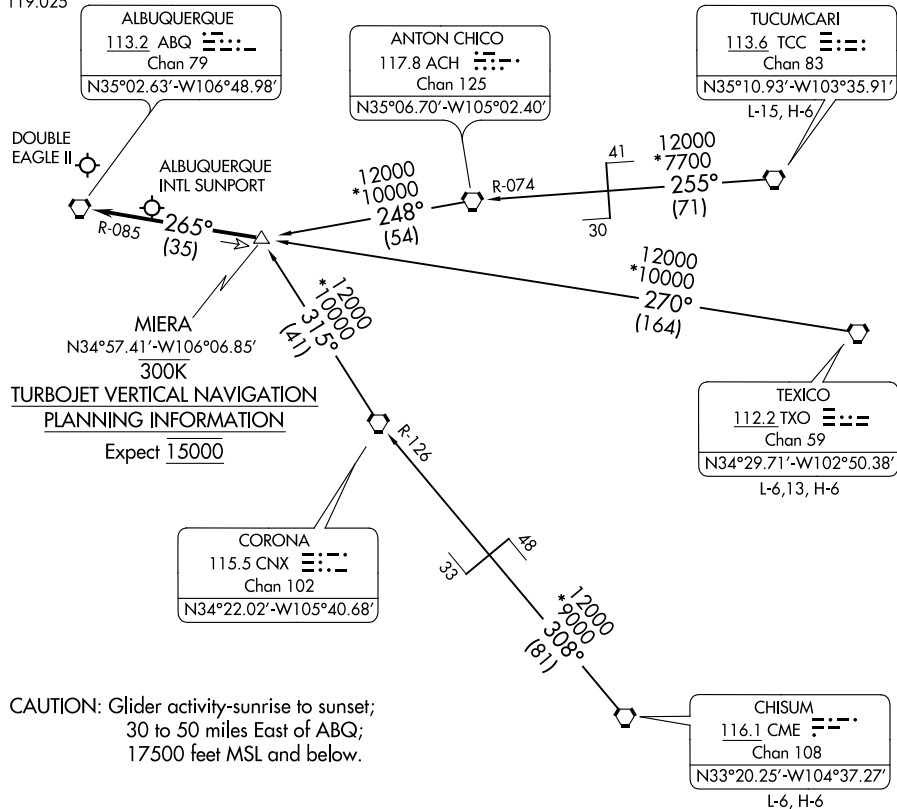 119.025
ALBUQUERQUE
113.2 ABQ
Chan 79
N35°02.63'-W106°48.98'
ANTON CHICO
117.8 ACH
Chan 125
N35°06.70'-W105°02.40'
TUCUMCARI
113.6 TCC
Chan 83
N35°10.93'-W103°35.91'
L-15, H-6
DOUBLE
EAGLE II
ALBUQUERQUE
INTL SUNPORT
R-085
265°
(35)
12000
*10000
248°
(54)
R-074
41
30
12000
*7700
255°
(71)
12000
*10000
270°
(164)
12000
*10000
315°
(41)
MIERA
N34°57.41'-W106°06.85'
300K
TURBOJET VERTICAL NAVIGATION
PLANNING INFORMATION
Expect 15000
TEXICO
112.2 TXO
Chan 59
N34°29.71'-W102°50.38'
L-6,13, H-6
R-126
CORONA
115.5 CNX
Chan 102
N34°22.02'-W105°40.68'
48
33
12000
*9000
308°
(81)
CAUTION: Glider activity-sunrise to sunset;
30 to 50 miles East of ABQ;
17500 feet MSL and below.
CHISUM
116.1 CME
Chan 108
N33°20.25'-W104°37.27'
L-6, H-6